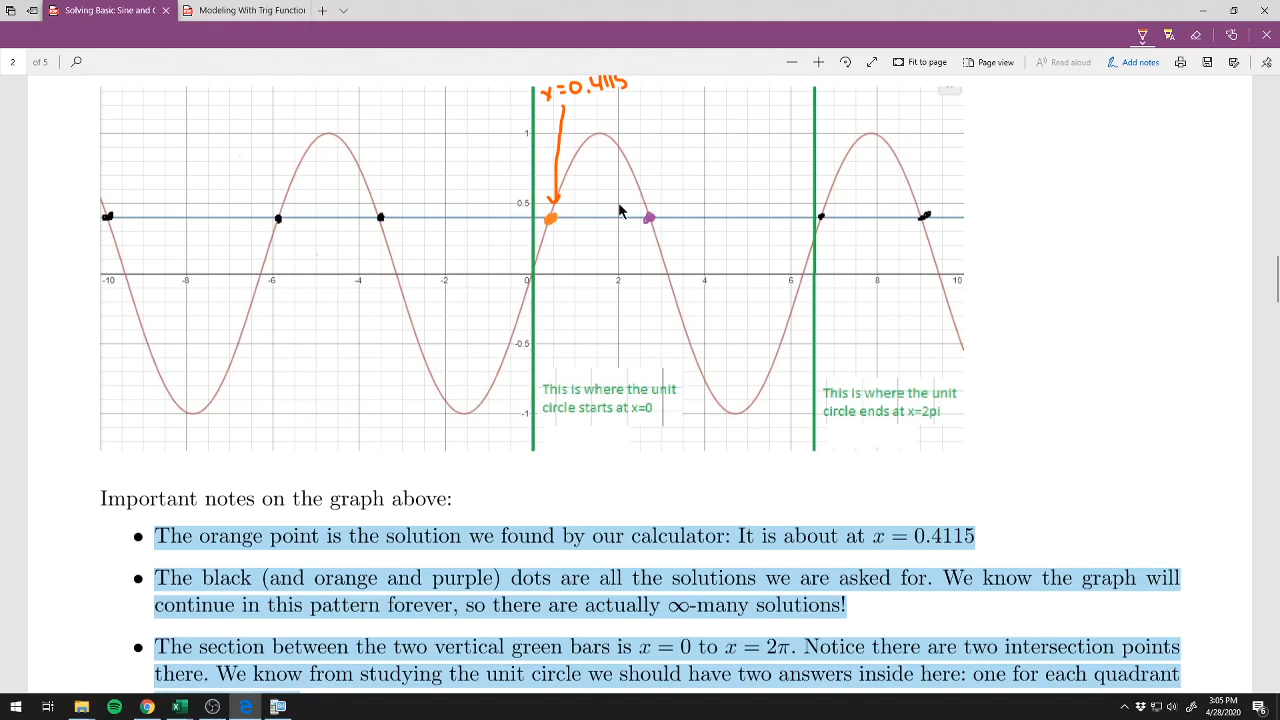 Solving Basic Sine and C
Modeling With Trig Function
2 of 5
Fit to page
Page view
Read aloud
Add notes
x=0.4115
1
0.5
-10 -8 -6 -4 -2 0 2 4 6 8 10
-0.5
-1
This is where the unit
circle starts at x=0
This is where the unit
circle ends at x=2pi
Important notes on the graph above:
• The orange point is the solution we found by our calculator: It is about at x = 0.4115
• The black (and orange and purple) dots are all the solutions we are asked for. We know the graph will
continue in this pattern forever, so there are actually ∞-many solutions!
• The section between the two vertical green bars is x = 0 to x = 2π. Notice there are two intersection points
there. We know from studying the unit circle we should have two answers inside here: one for each quadrant
3:05 PM
4/28/2020